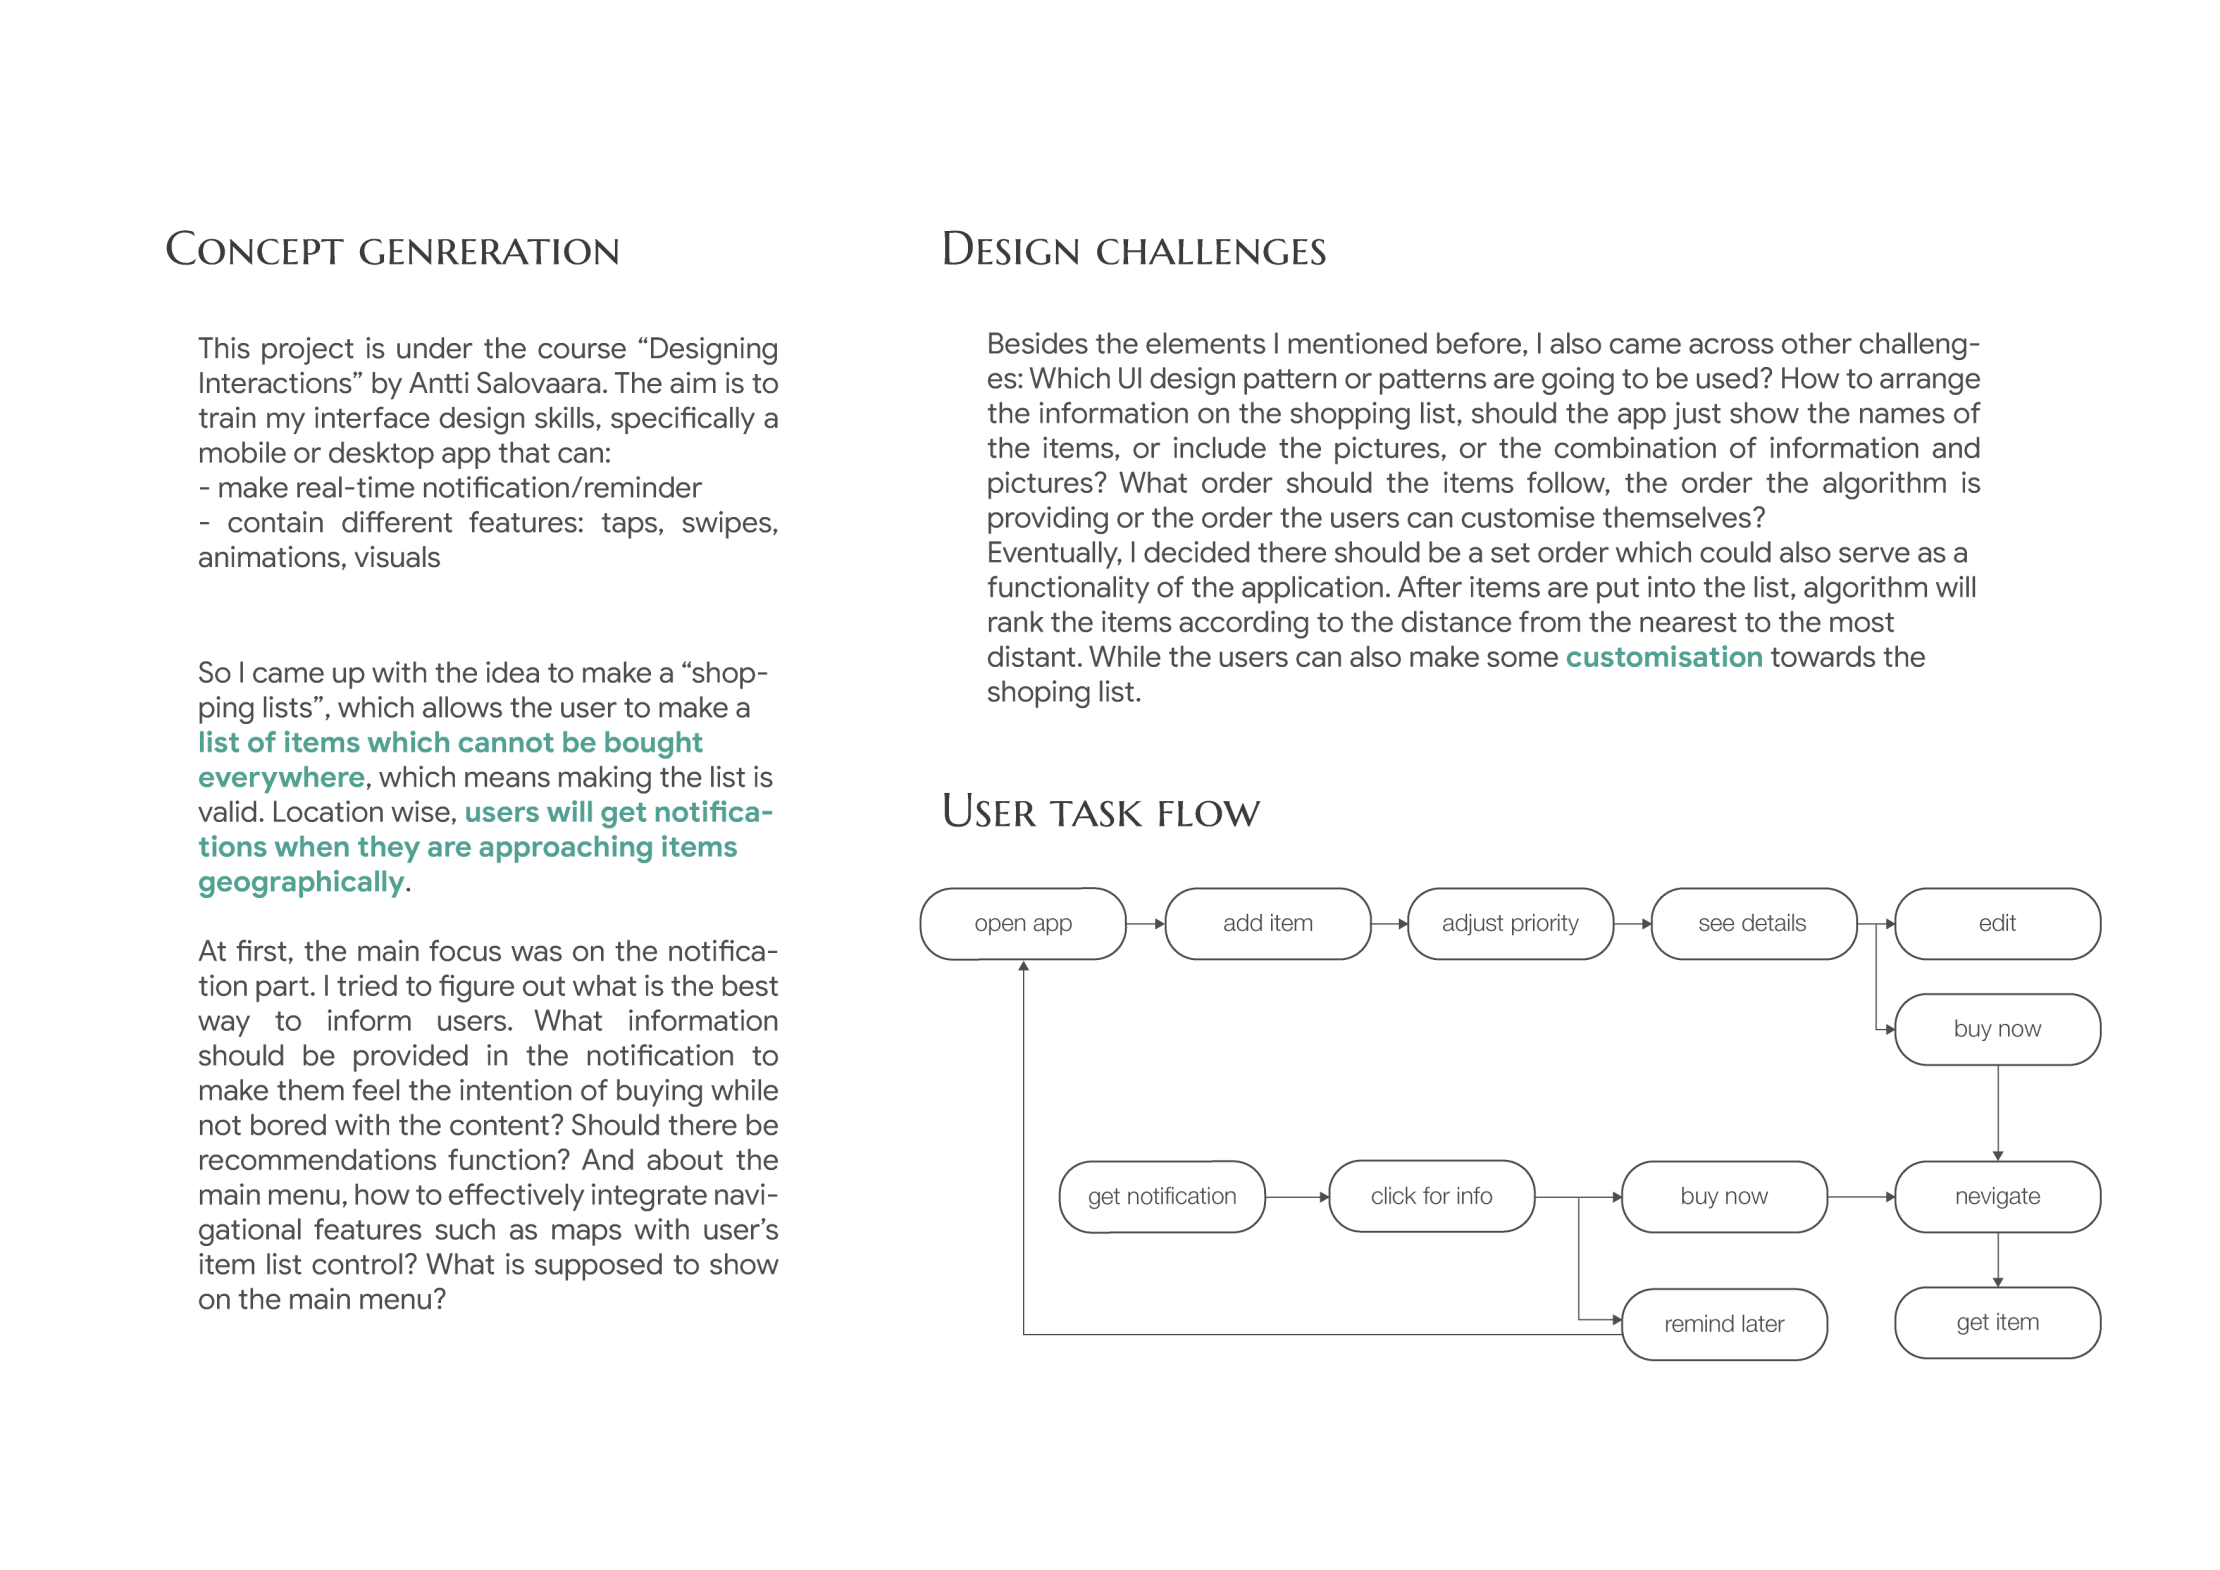 Concept genreration
This project is under the course “Designing
Interactions” by Antti Salovaara. The aim is to
train my interface design skills, specifically a
mobile or desktop app that can:
- make real-time notification/reminder
- contain different features: taps, swipes,
animations, visuals
So I came up with the idea to make a “shop-
ping lists”, which allows the user to make a
list of items which cannot be bought
everywhere, which means making the list is
valid. Location wise, users will get notifica-
tions when they are approaching items
geographically.
At first, the main focus was on the notifica-
tion part. I tried to figure out what is the best
way to inform users. What information
should be provided in the notification to
make them feel the intention of buying while
not bored with the content? Should there be
recommendations function? And about the
main menu, how to effectively integrate navi-
gational features such as maps with user’s
item list control? What is supposed to show
on the main menu?
Design challenges
Besides the elements I mentioned before, I also came across other challeng-
es: Which UI design pattern or patterns are going to be used? How to arrange
the information on the shopping list, should the app just show the names of
the items, or include the pictures, or the combination of information and
pictures? What order should the items follow, the order the algorithm is
providing or the order the users can customise themselves?
Eventually, I decided there should be a set order which could also serve as a
functionality of the application. After items are put into the list, algorithm will
rank the items according to the distance from the nearest to the most
distant. While the users can also make some customisation towards the
shoping list.
User task flow
open app
add item
adjust priority
see details
edit
buy now
get notification
click for info
buy now
nevigate
remind later
get item